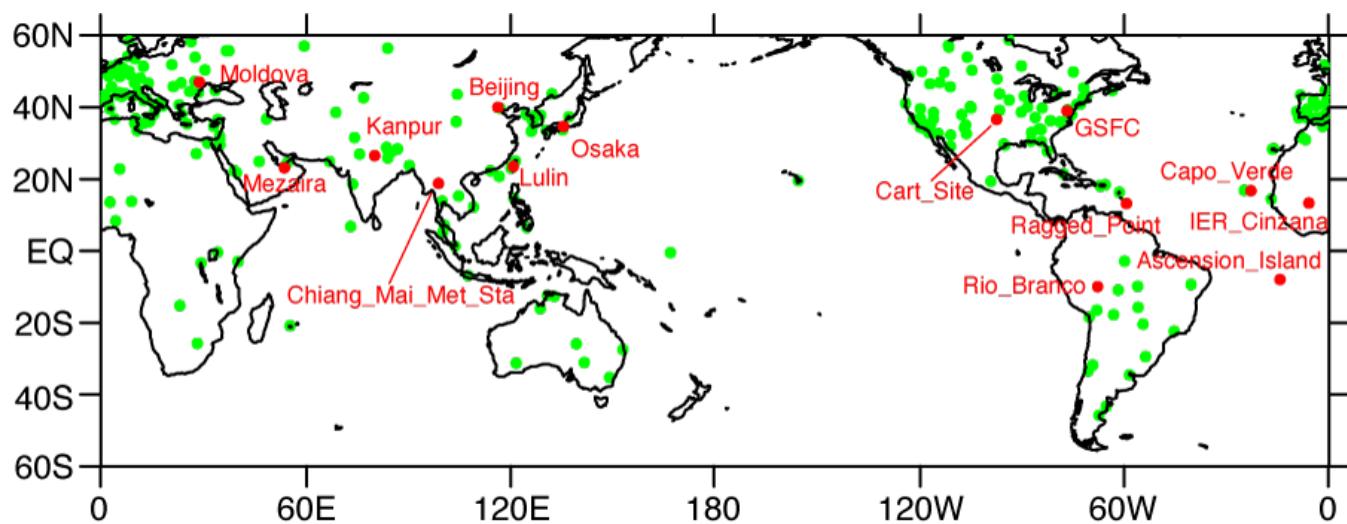 60N
Moldova
Beijing
40N
Kanpur
GSFC
Osaka
Capo_Verde
Mezaira
Lulin
Cart_Site
20N
Ragged_Point
IER_Cinzana
EQ
Ascension_Island
Chiang_Mai_Met_Sta
Rio_Branco
20S
40S
60S
0
60E
120E
180
120W
60W
0